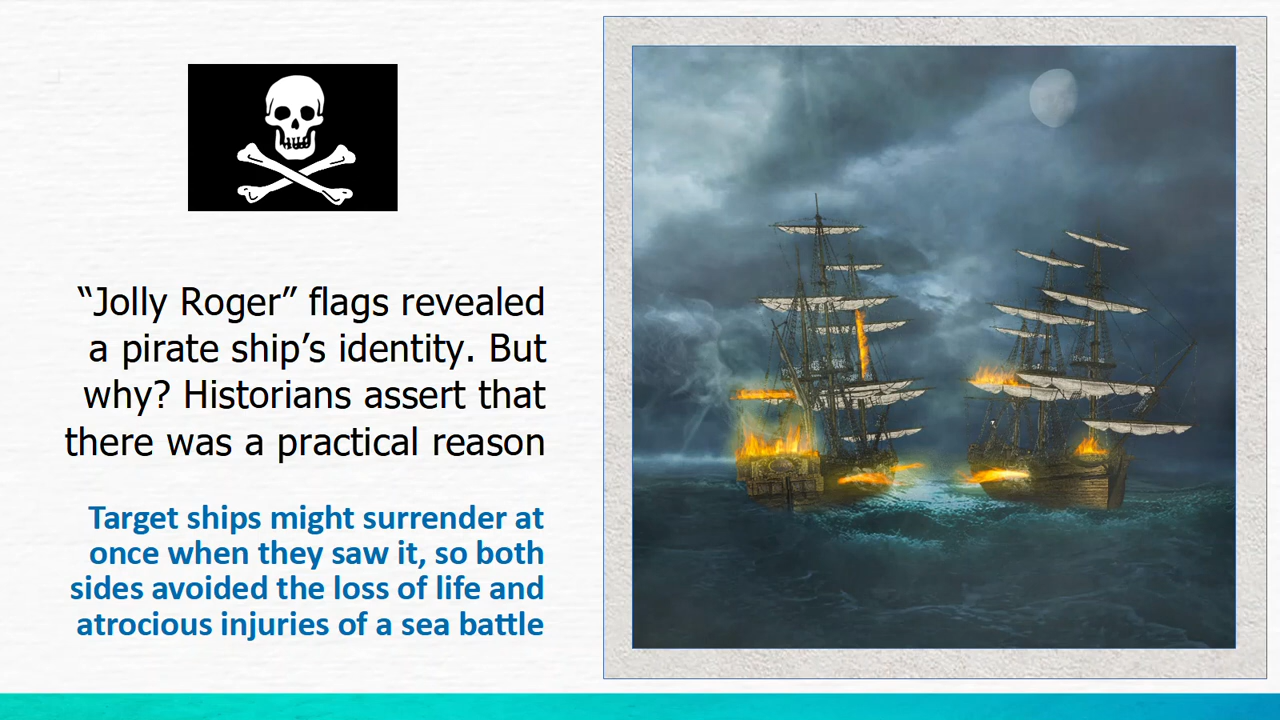 “Jolly Roger” flags revealed
a pirate ship’s identity. But
why? Historians assert that
there was a practical reason
Target ships might surrender at
once when they saw it, so both
sides avoided the loss of life and
atrocious injuries of a sea battle